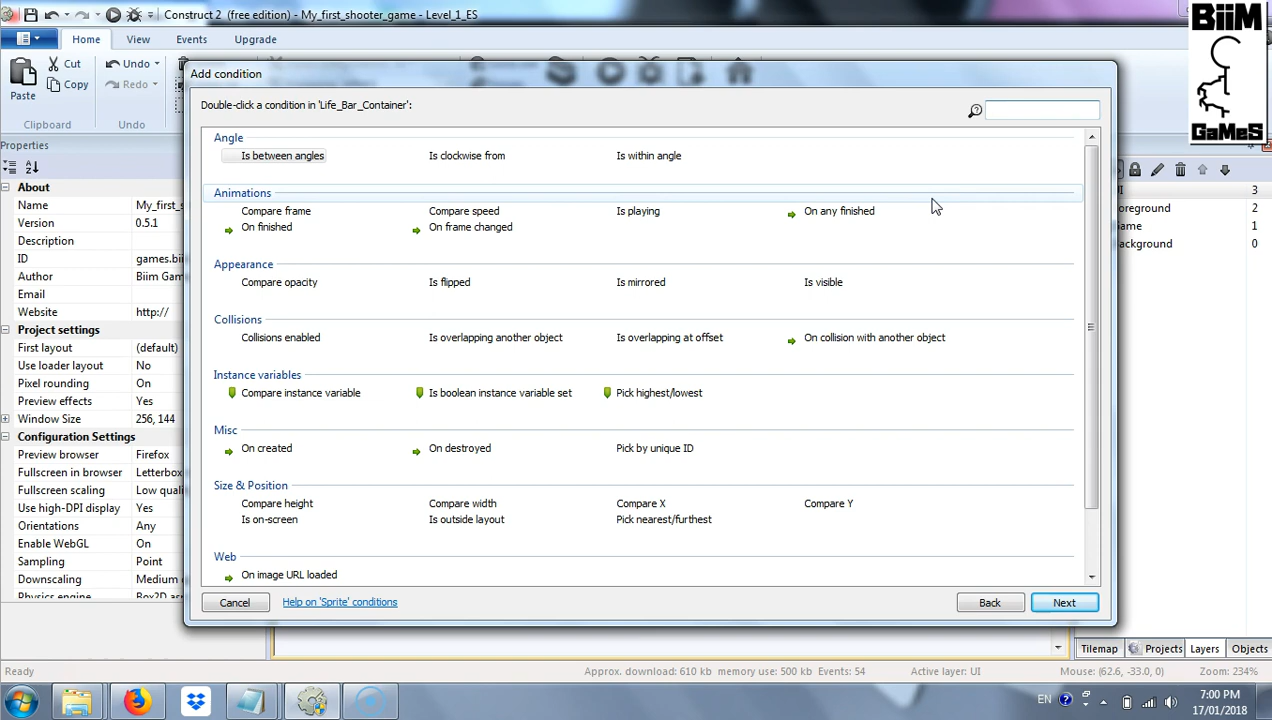 Construct 2 (free edition) - My_first_shooter_game - Level_1_ES
BiiM
GaMeS
Home View Events Upgrade
Paste
Cut
Copy
Clipboard
Undo
Redo
Undo
Properties
About
Name My_first_s
Version 0.5.1
Description
ID games.bi
Author Biim Gam
Email
Website http://
Project settings
First layout (default)
Use loader layout No
Pixel rounding On
Preview effects Yes
Window Size 256, 144
Configuration Settings
Preview browser Firefox
Fullscreen in browser Letterbox
Fullscreen scaling Low quali
Use high-DPI display Yes
Orientations Any
Enable WebGL On
Sampling Point
Downscaling Medium
Physics engine Box2D
Add condition
Double-click a condition in 'Life_Bar_Container':
Angle
Is between angles Is clockwise from Is within angle
Animations
Compare frame Compare speed Is playing On any finished
On finished On frame changed
Appearance
Compare opacity Is flipped Is mirrored Is visible
Collisions
Collisions enabled Is overlapping another object Is overlapping at offset On collision with another object
Instance variables
Compare instance variable Is boolean instance variable set Pick highest/lowest
Misc
On created On destroyed Pick by unique ID
Size & Position
Compare height Compare width Compare X Compare Y
Is on-screen Is outside layout Pick nearest/furthest
Web
On image URL loaded
Cancel Help on 'Sprite' conditions Back Next
UI 3
oreground 2
ame 1
ackground 0
Tilemap Projects Layers Objects
Ready Approx. download: 610 kb memory use: 500 kb Events: 54 Active layer: UI Mouse: (62.6, -33.0, 0) Zoom: 234%
EN
7:00 PM
17/01/2018